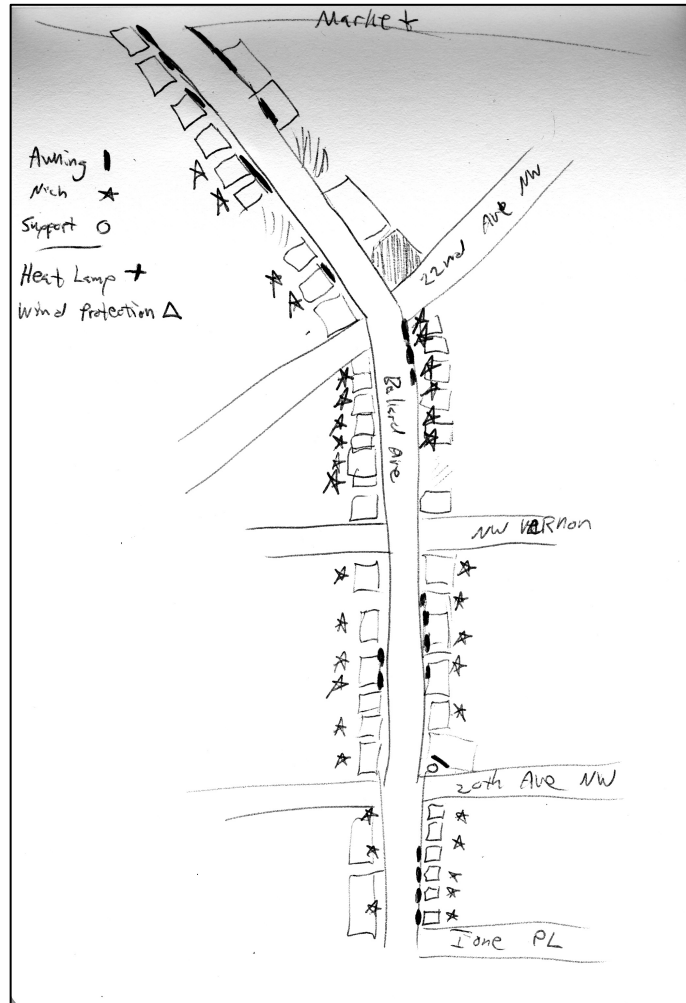 Market
Awning
Nich
Support
Heat Lamp
Wind Protection
22nd Ave NW
Ballard Ave
NW VERNON
20th Ave NW
Ione PL